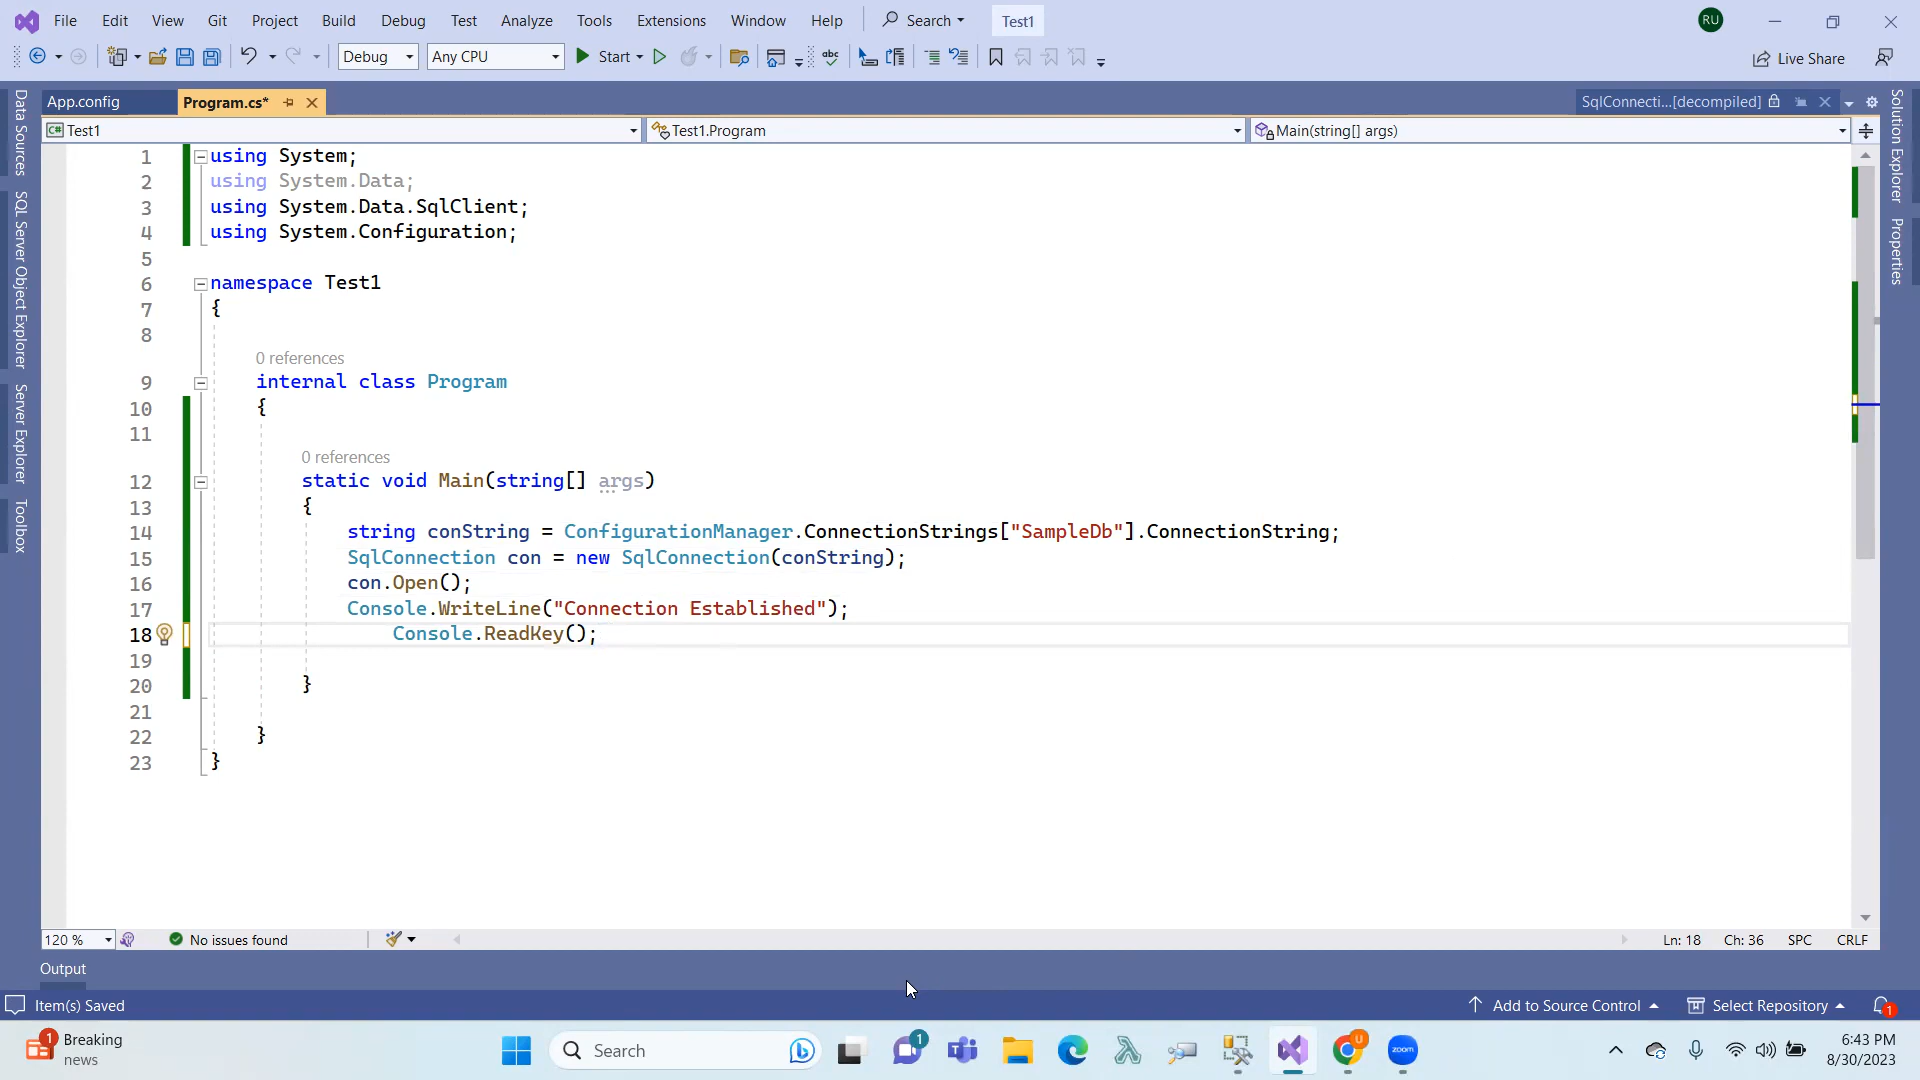 File Edit View Git Project Build Debug Test Analyze Tools Extensions Window Help Search Test1 RU
Debug Any CPU Start abc Live Share
App.config Program.cs* SqlConnecti...[decompiled]
C# Test1 Test1.Program Main(string[] args)
Data Sources
SQL Server Object Explorer
Server Explorer
Toolbox
Solution Explorer
Properties
1 using System;
2 using System.Data;
3 using System.Data.SqlClient;
4 using System.Configuration;
5
6 namespace Test1
7 {
8
0 references
9 internal class Program
10 {
11
0 references
12 static void Main(string[] args)
13 {
14 string conString = ConfigurationManager.ConnectionStrings["SampleDb"].ConnectionString;
15 SqlConnection con = new SqlConnection(conString);
16 con.Open();
17 Console.WriteLine("Connection Established");
18 Console.ReadKey();
19
20 }
21
22 }
23 }
120 % No issues found Ln: 18 Ch: 36 SPC CRLF
Output
Item(s) Saved Add to Source Control Select Repository 1
1 Breaking
news
Search 1 U zoom
6:43 PM
8/30/2023